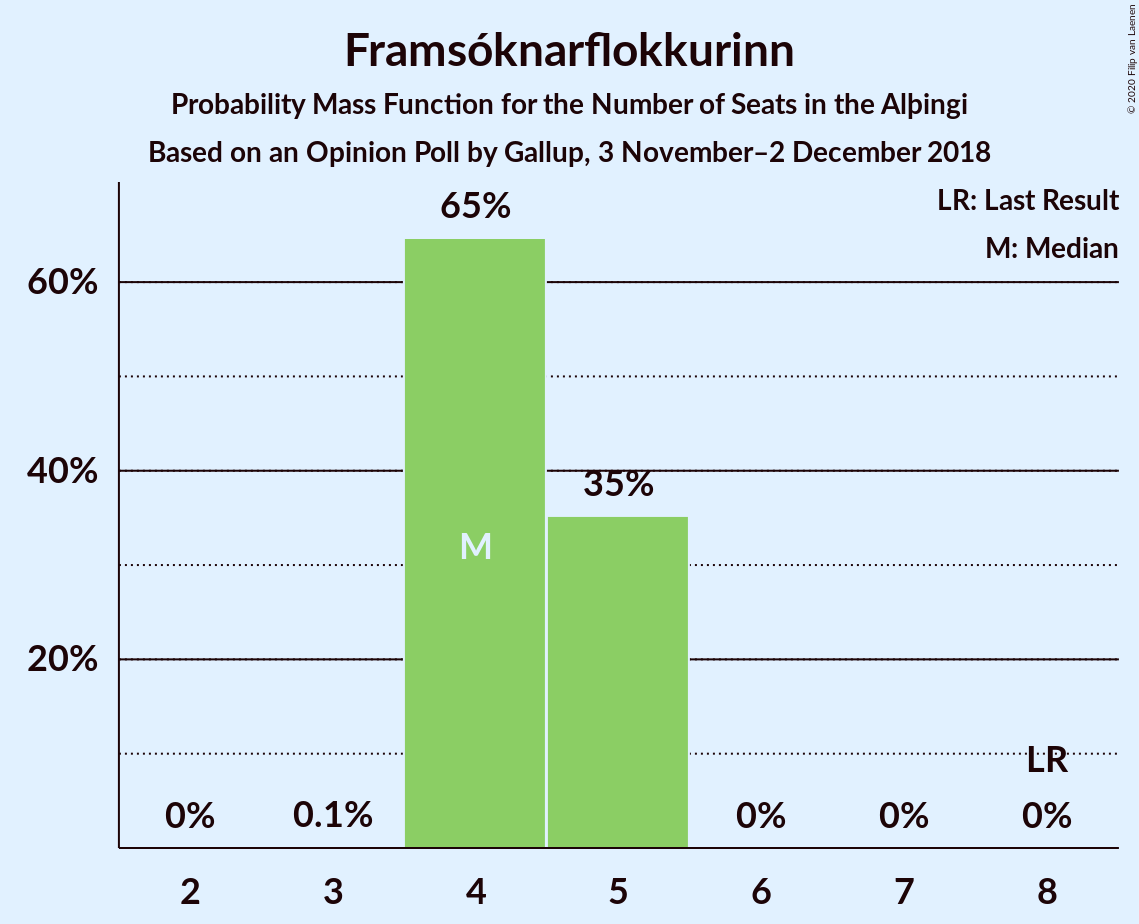 Framsóknarflokkurinn
Probability Mass Function for the Number of Seats in the Alþingi
Based on an Opinion Poll by Gallup, 3 November–2 December 2018
© 2020 Filip van Laenen
LR: Last Result
M: Median
65%
60%
40%
35%
M
20%
LR
0%
0.1%
0%
0%
0%
2
3
4
5
6
7
8